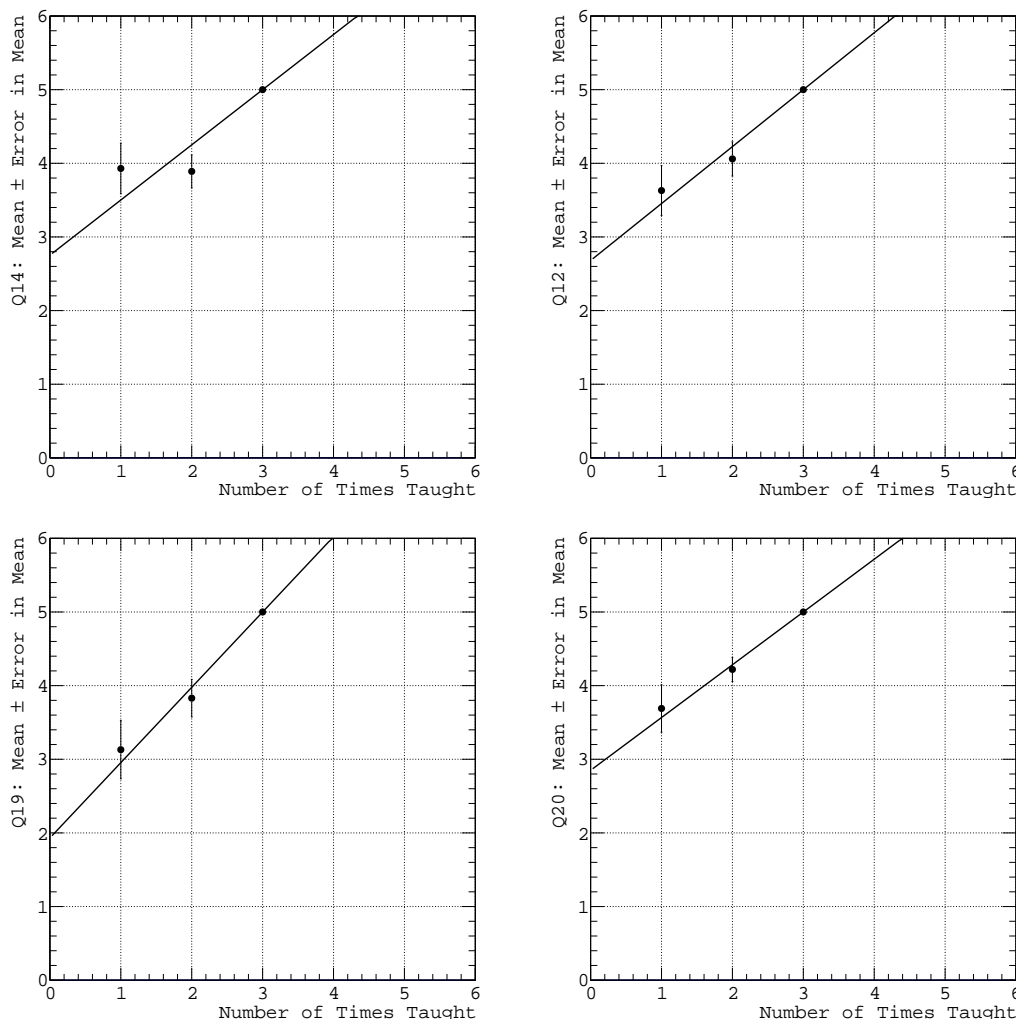 Q14: Mean ± Error in Mean
6
5
4
3
2
1
0
0 1 2 3 4 5 6
Number of Times Taught
Q12: Mean ± Error in Mean
6
5
4
3
2
1
0
0 1 2 3 4 5 6
Number of Times Taught
Q19: Mean ± Error in Mean
6
5
4
3
2
1
0
0 1 2 3 4 5 6
Number of Times Taught
Q20: Mean ± Error in Mean
6
5
4
3
2
1
0
0 1 2 3 4 5 6
Number of Times Taught